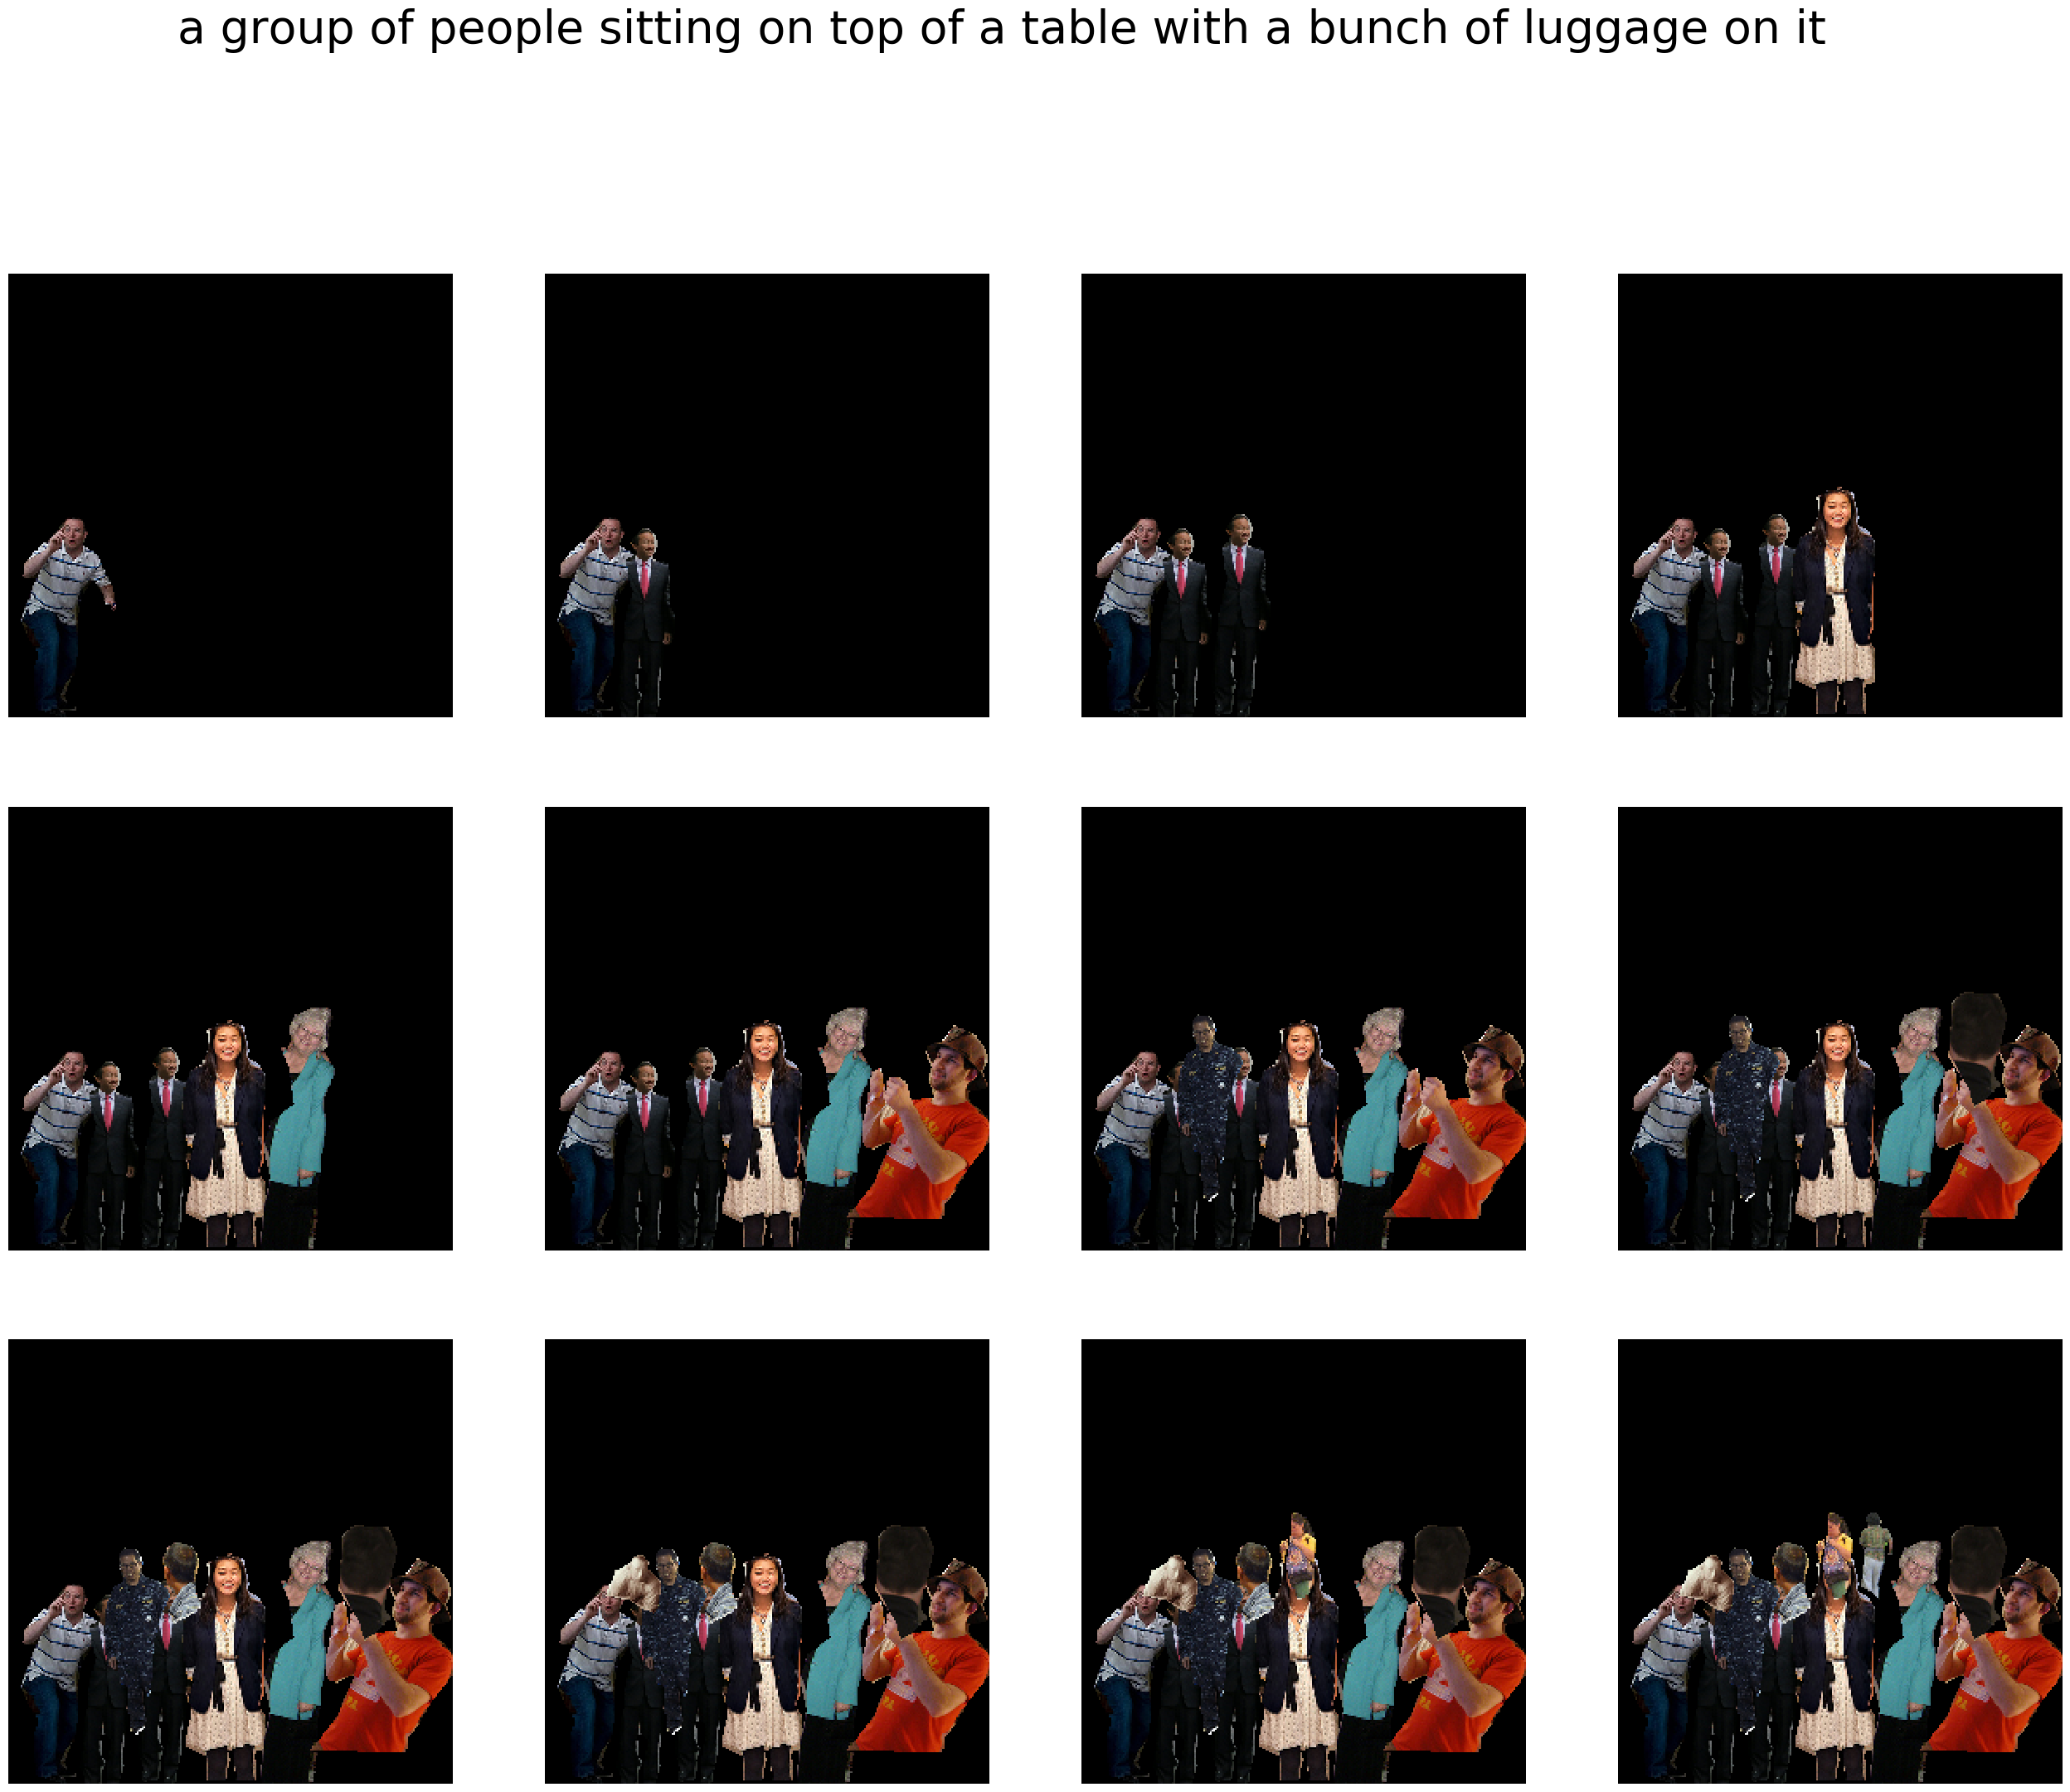 a group of people sitting on top of a table with a bunch of luggage on it